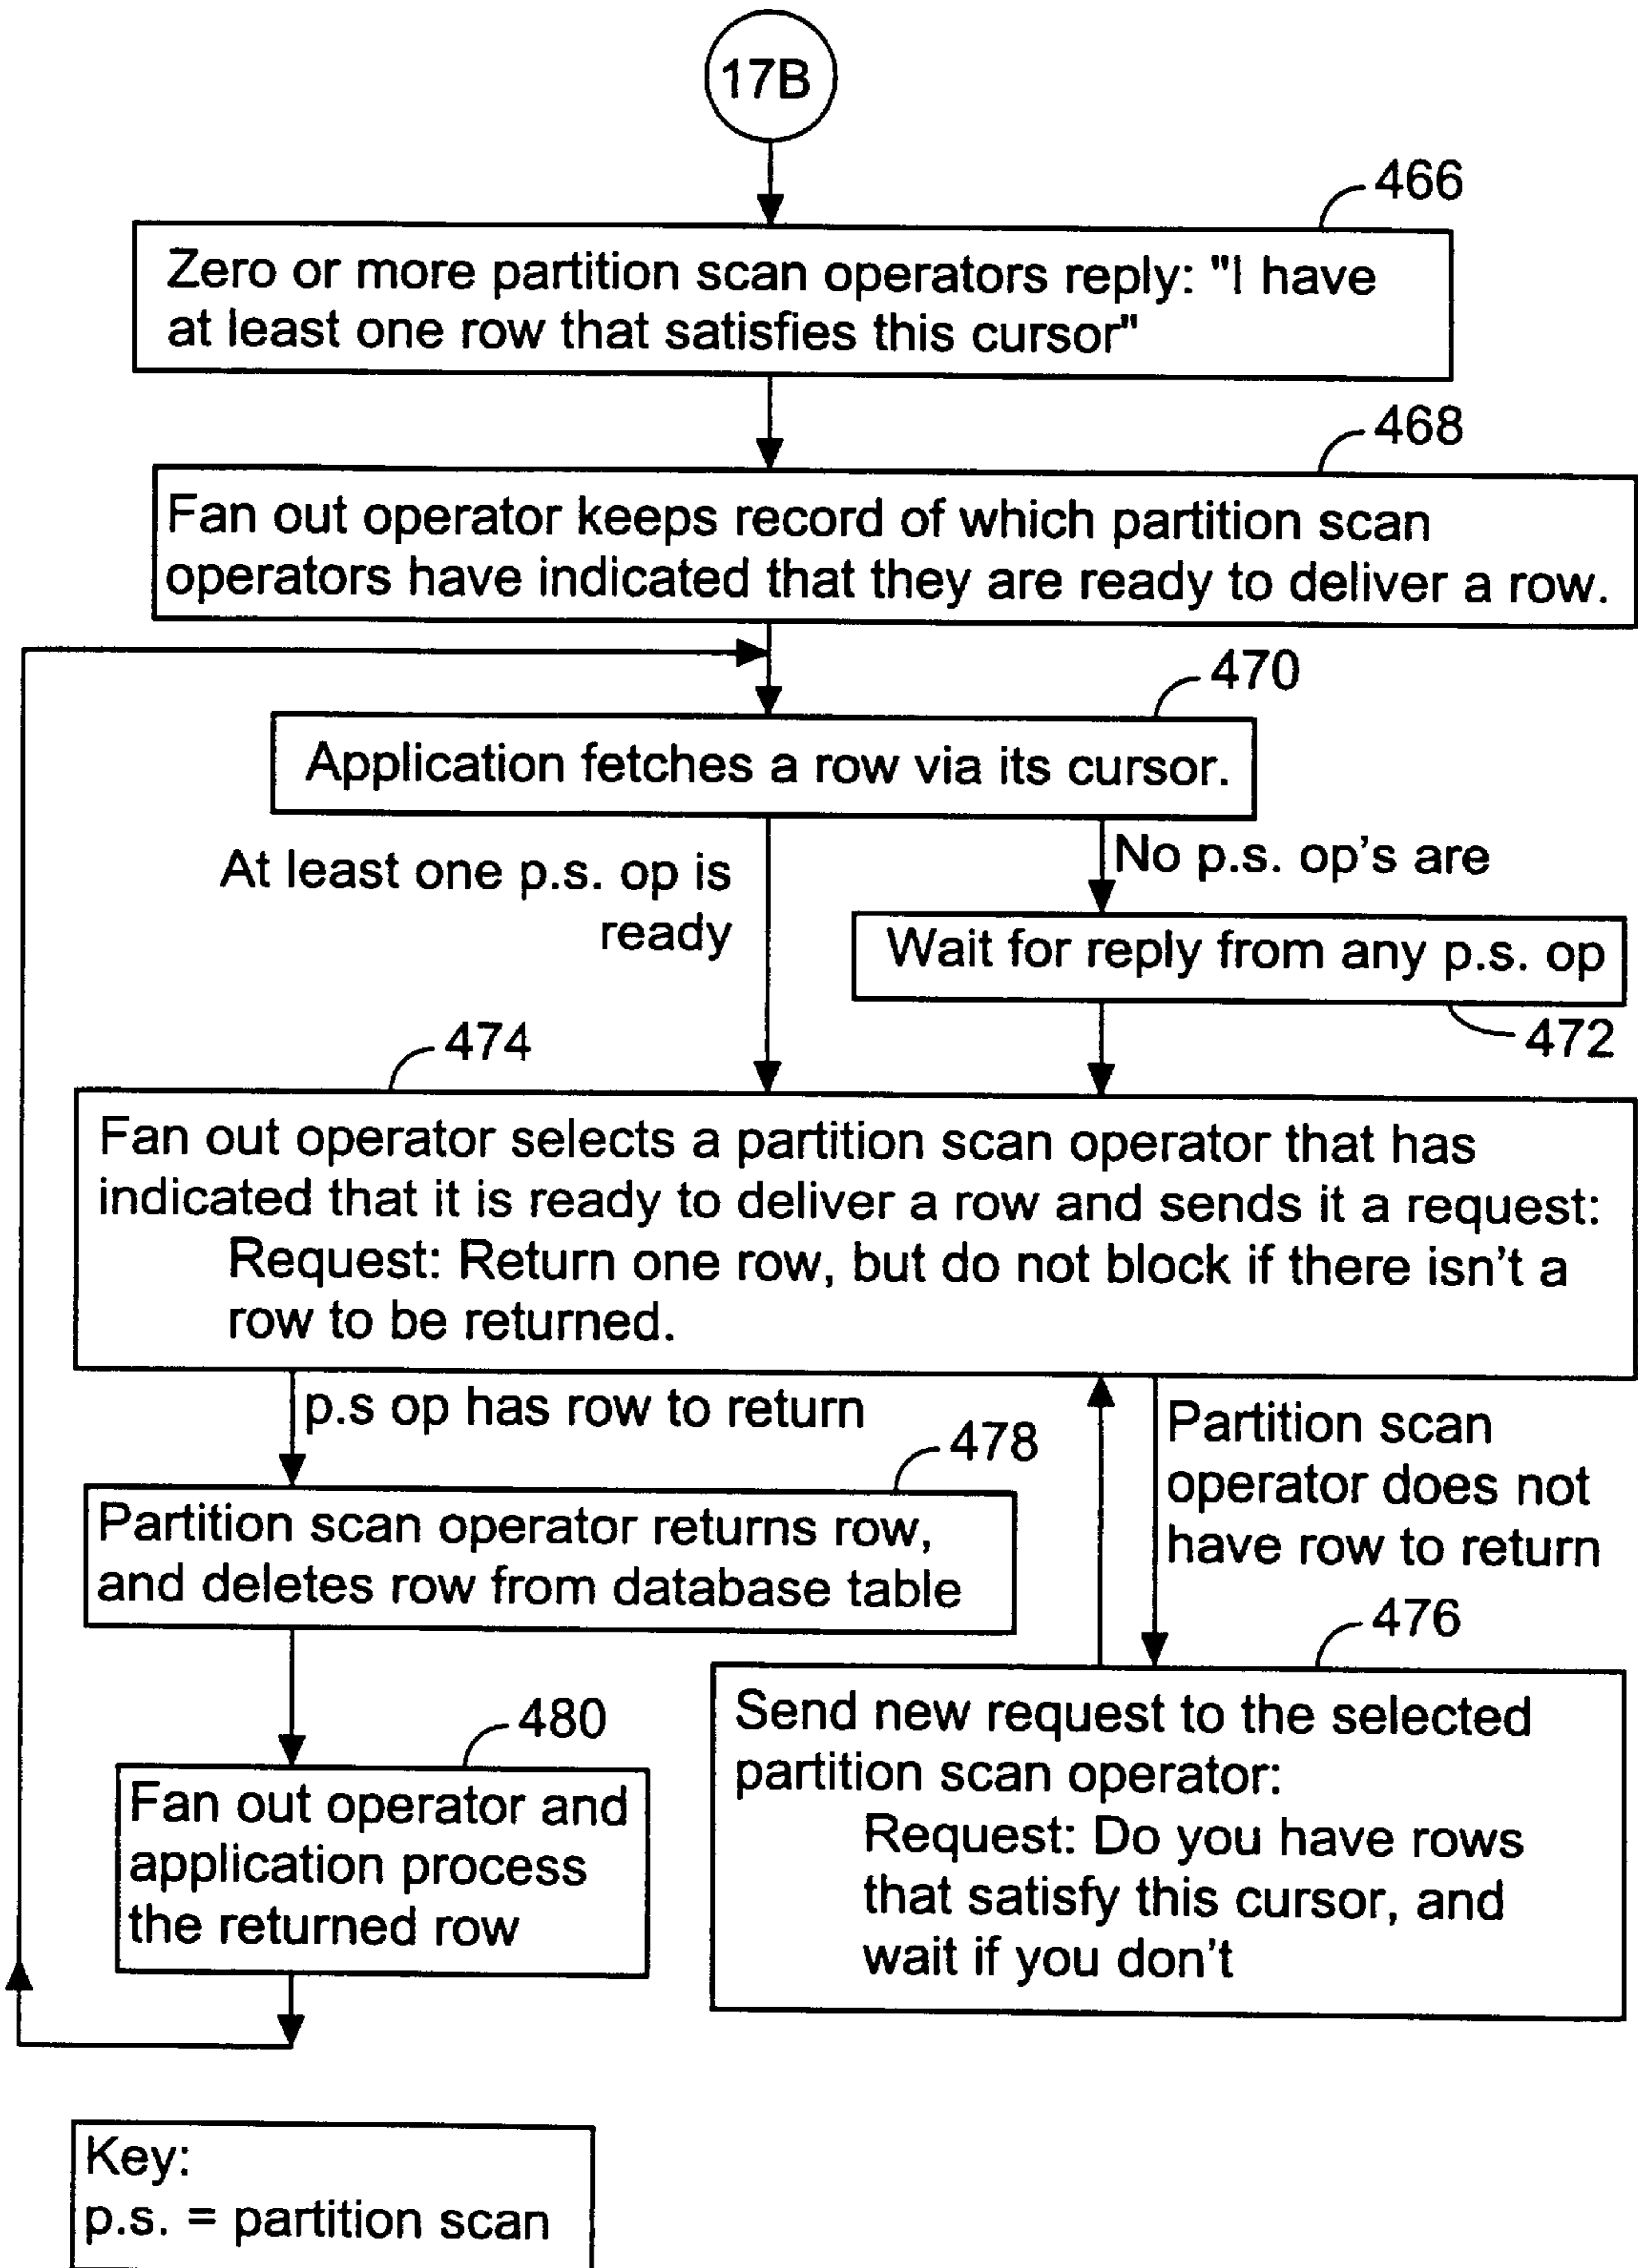 17B
466
Zero or more partition scan operators reply: "I have
at least one row that satisfies this cursor"
468
Fan out operator keeps record of which partition scan
operators have indicated that they are ready to deliver a row.
470
Application fetches a row via its cursor.
At least one p.s. op is
ready
No p.s. op's are
Wait for reply from any p.s. op
472
474
Fan out operator selects a partition scan operator that has
indicated that it is ready to deliver a row and sends it a request:
Request: Return one row, but do not block if there isn't a
row to be returned.
p.s op has row to return
Partition scan
operator does not
have row to return
478
Partition scan operator returns row,
and deletes row from database table
476
Send new request to the selected
partition scan operator:
Request: Do you have rows
that satisfy this cursor, and
wait if you don't
480
Fan out operator and
application process
the returned row
Key:
p.s. = partition scan